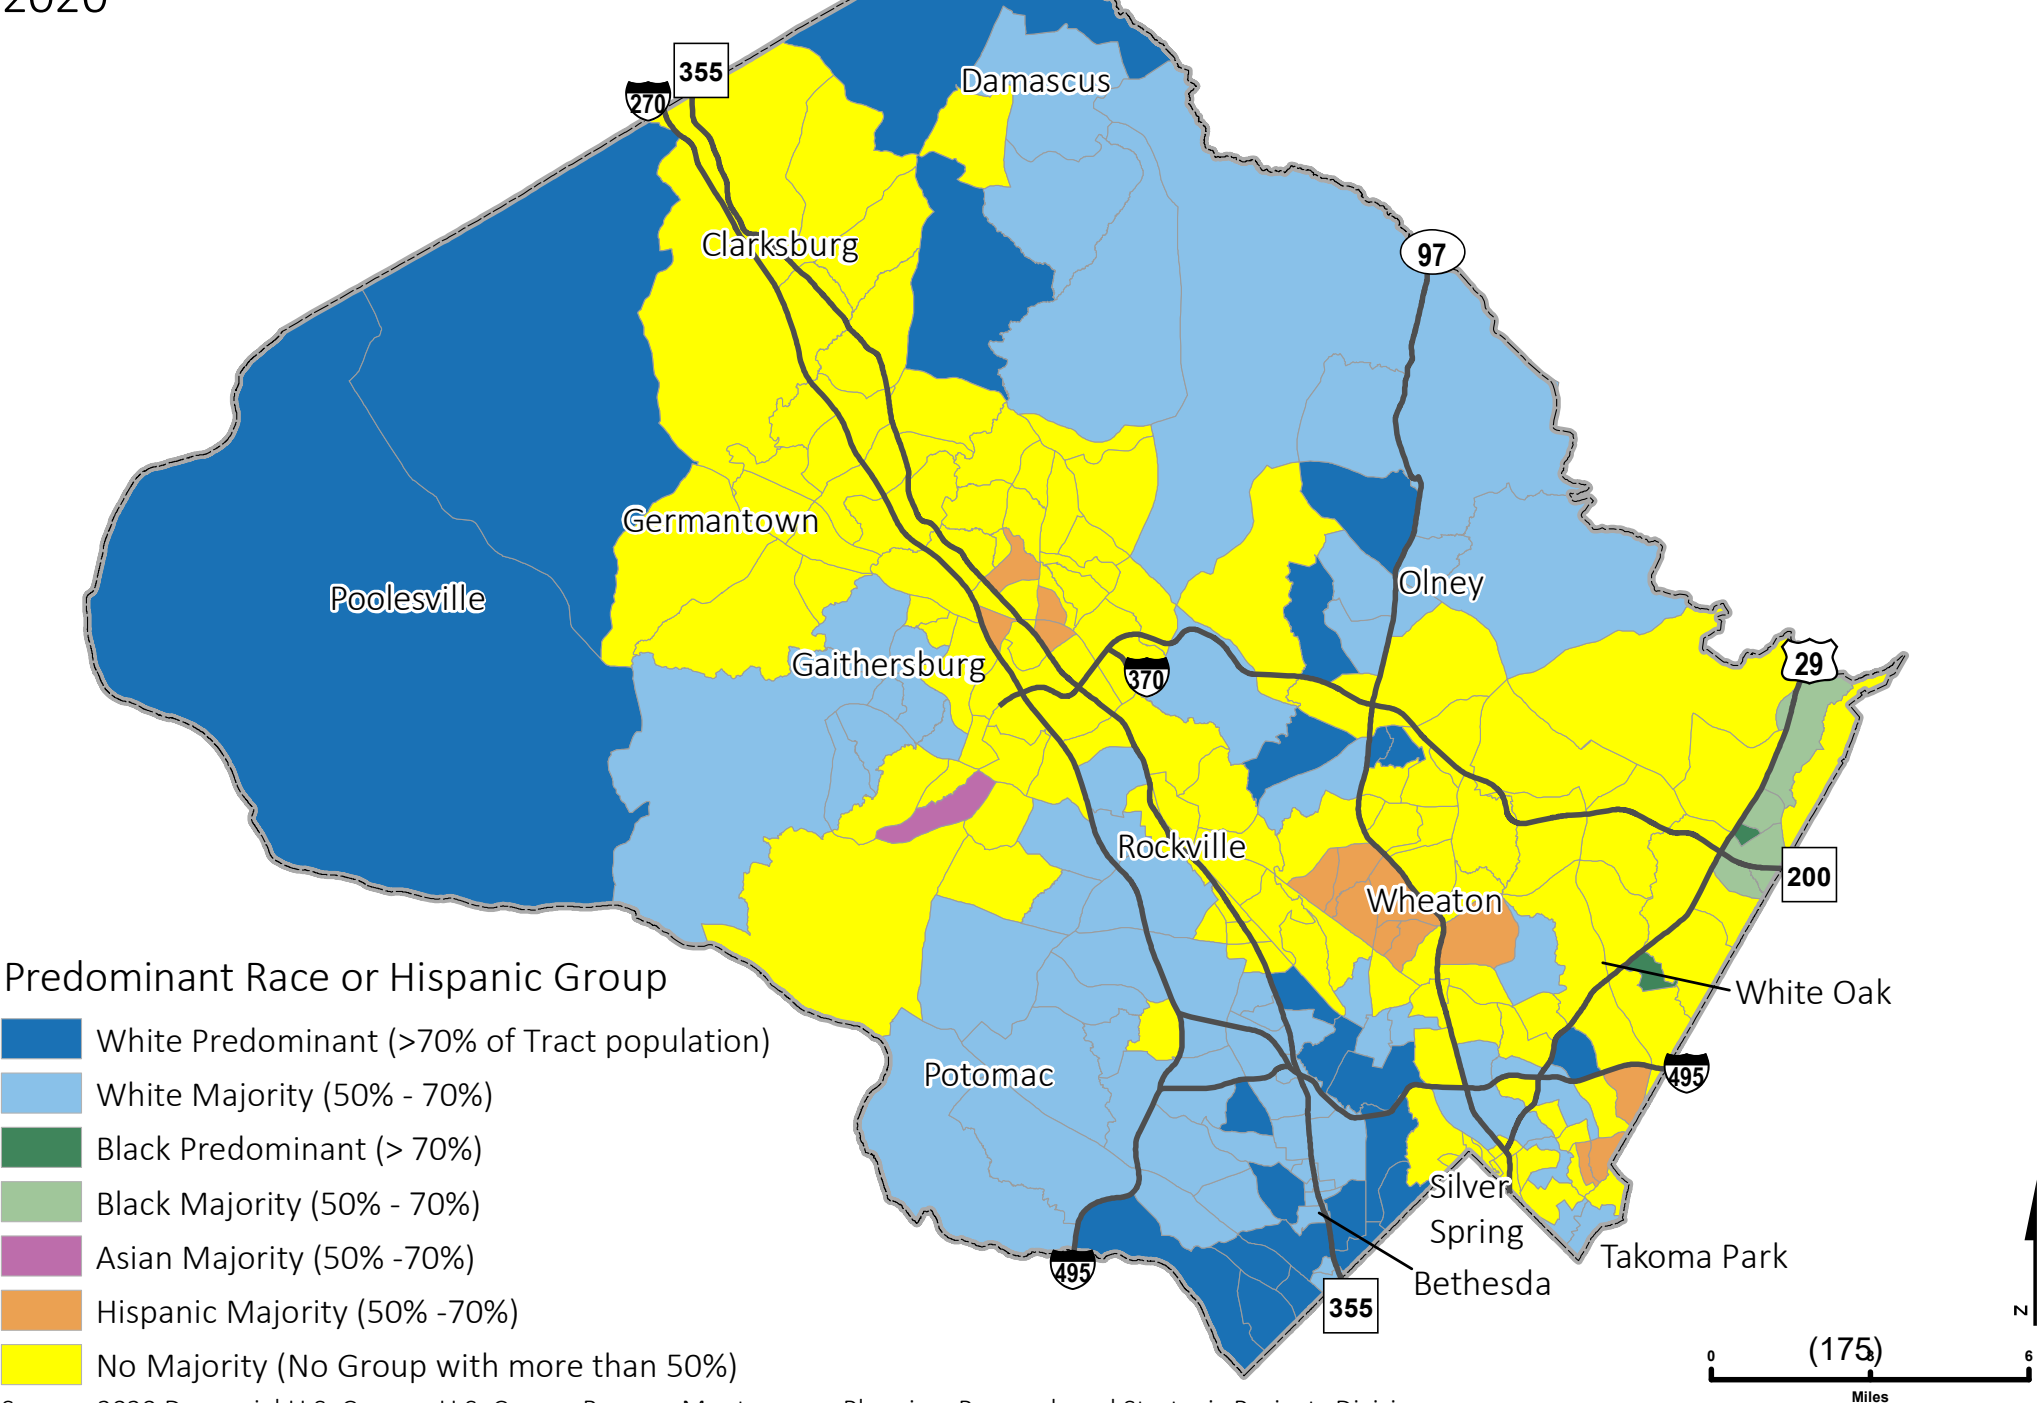 2020
355
270
Damascus
Clarksburg
97
Germantown
Olney
Poolesville
Gaithersburg
370
29
Rockville
200
Wheaton
White Oak
Potomac
495
Silver
Spring
Takoma Park
495
Bethesda
355
Predominant Race or Hispanic Group
White Predominant (>70% of Tract population)
White Majority (50% - 70%)
Black Predominant (> 70%)
Black Majority (50% - 70%)
Asian Majority (50% -70%)
Hispanic Majority (50% -70%)
No Majority (No Group with more than 50%)
Z
(175)
0 3 6
Miles